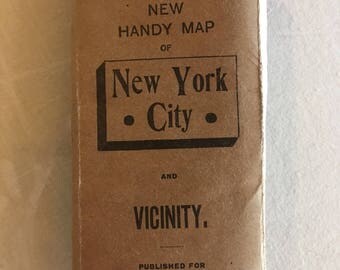 NEW
HANDY MAP
OF
New York
• City •
AND
VICINITY.
PUBLISHED FOR